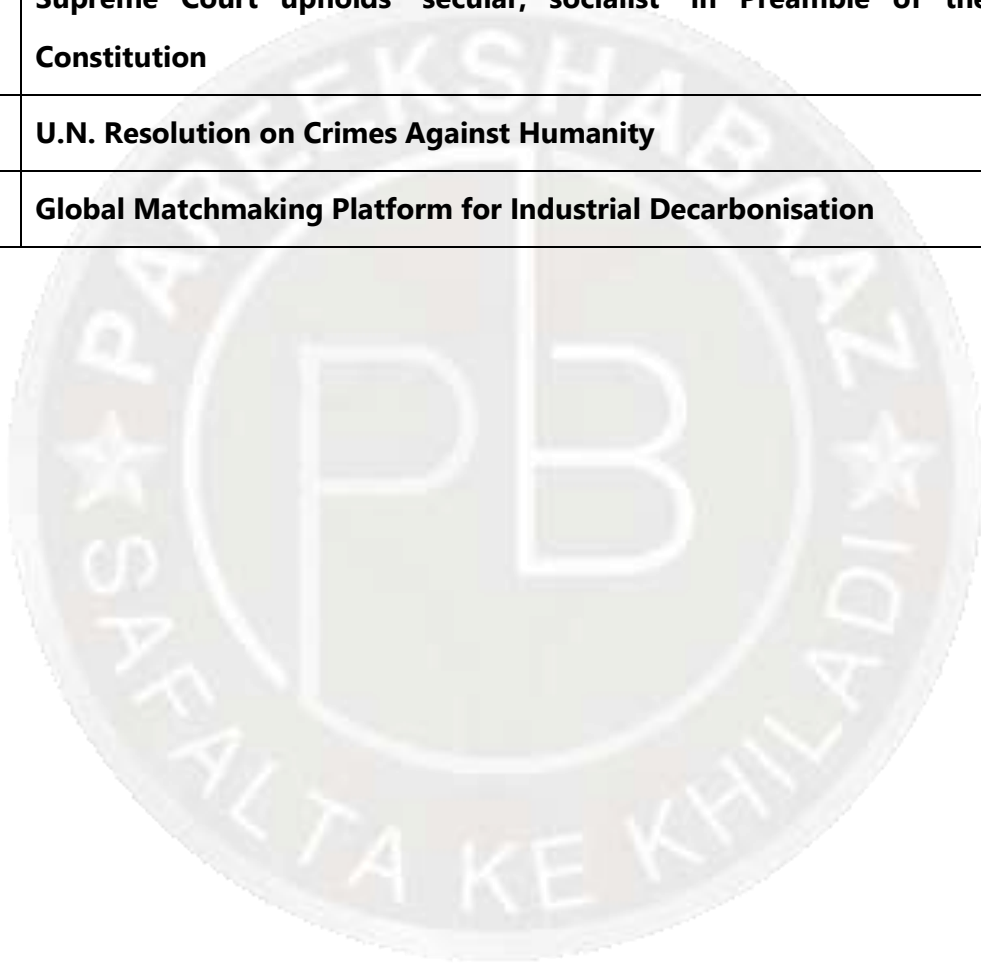 Supreme Court upholds 'secular, socialist' in Preamble of the
Constitution
U.N. Resolution on Crimes Against Humanity
Global Matchmaking Platform for Industrial Decarbonisation
PAREEKSHABAAZ
PB
SAFALTA KE KHILADI